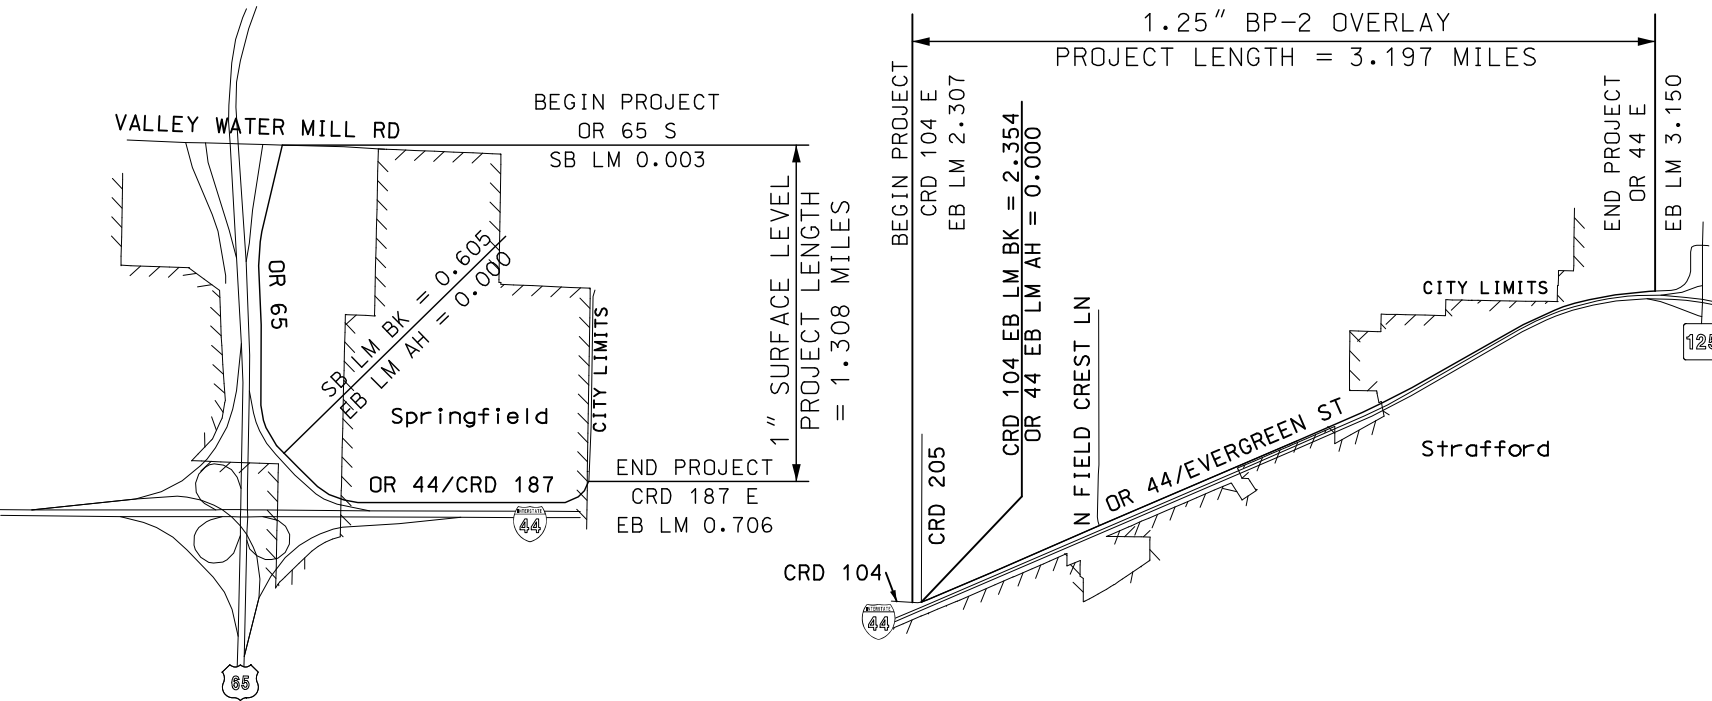 VALLEY WATER MILL RD
BEGIN PROJECT
OR 65 S
SB LM 0.003
OR 65
SB LM BK = 0.605
EB LM AH = 0.000
Springfield
CITY LIMITS
1" SURFACE LEVEL
PROJECT LENGTH
= 1.308 MILES
OR 44/CRD 187
END PROJECT
CRD 187 E
EB LM 0.706
INTERSTATE
44
65
1.25" BP-2 OVERLAY
PROJECT LENGTH = 3.197 MILES
BEGIN PROJECT
CRD 104 E
EB LM 2.307
CRD 104 EB LM BK = 2.354
OR 44 EB LM AH = 0.000
END PROJECT
OR 44 E
EB LM 3.150
CITY LIMITS
125
N FIELD CREST LN
OR 44/EVERGREEN ST
Strafford
CRD 205
CRD 104
INTERSTATE
44